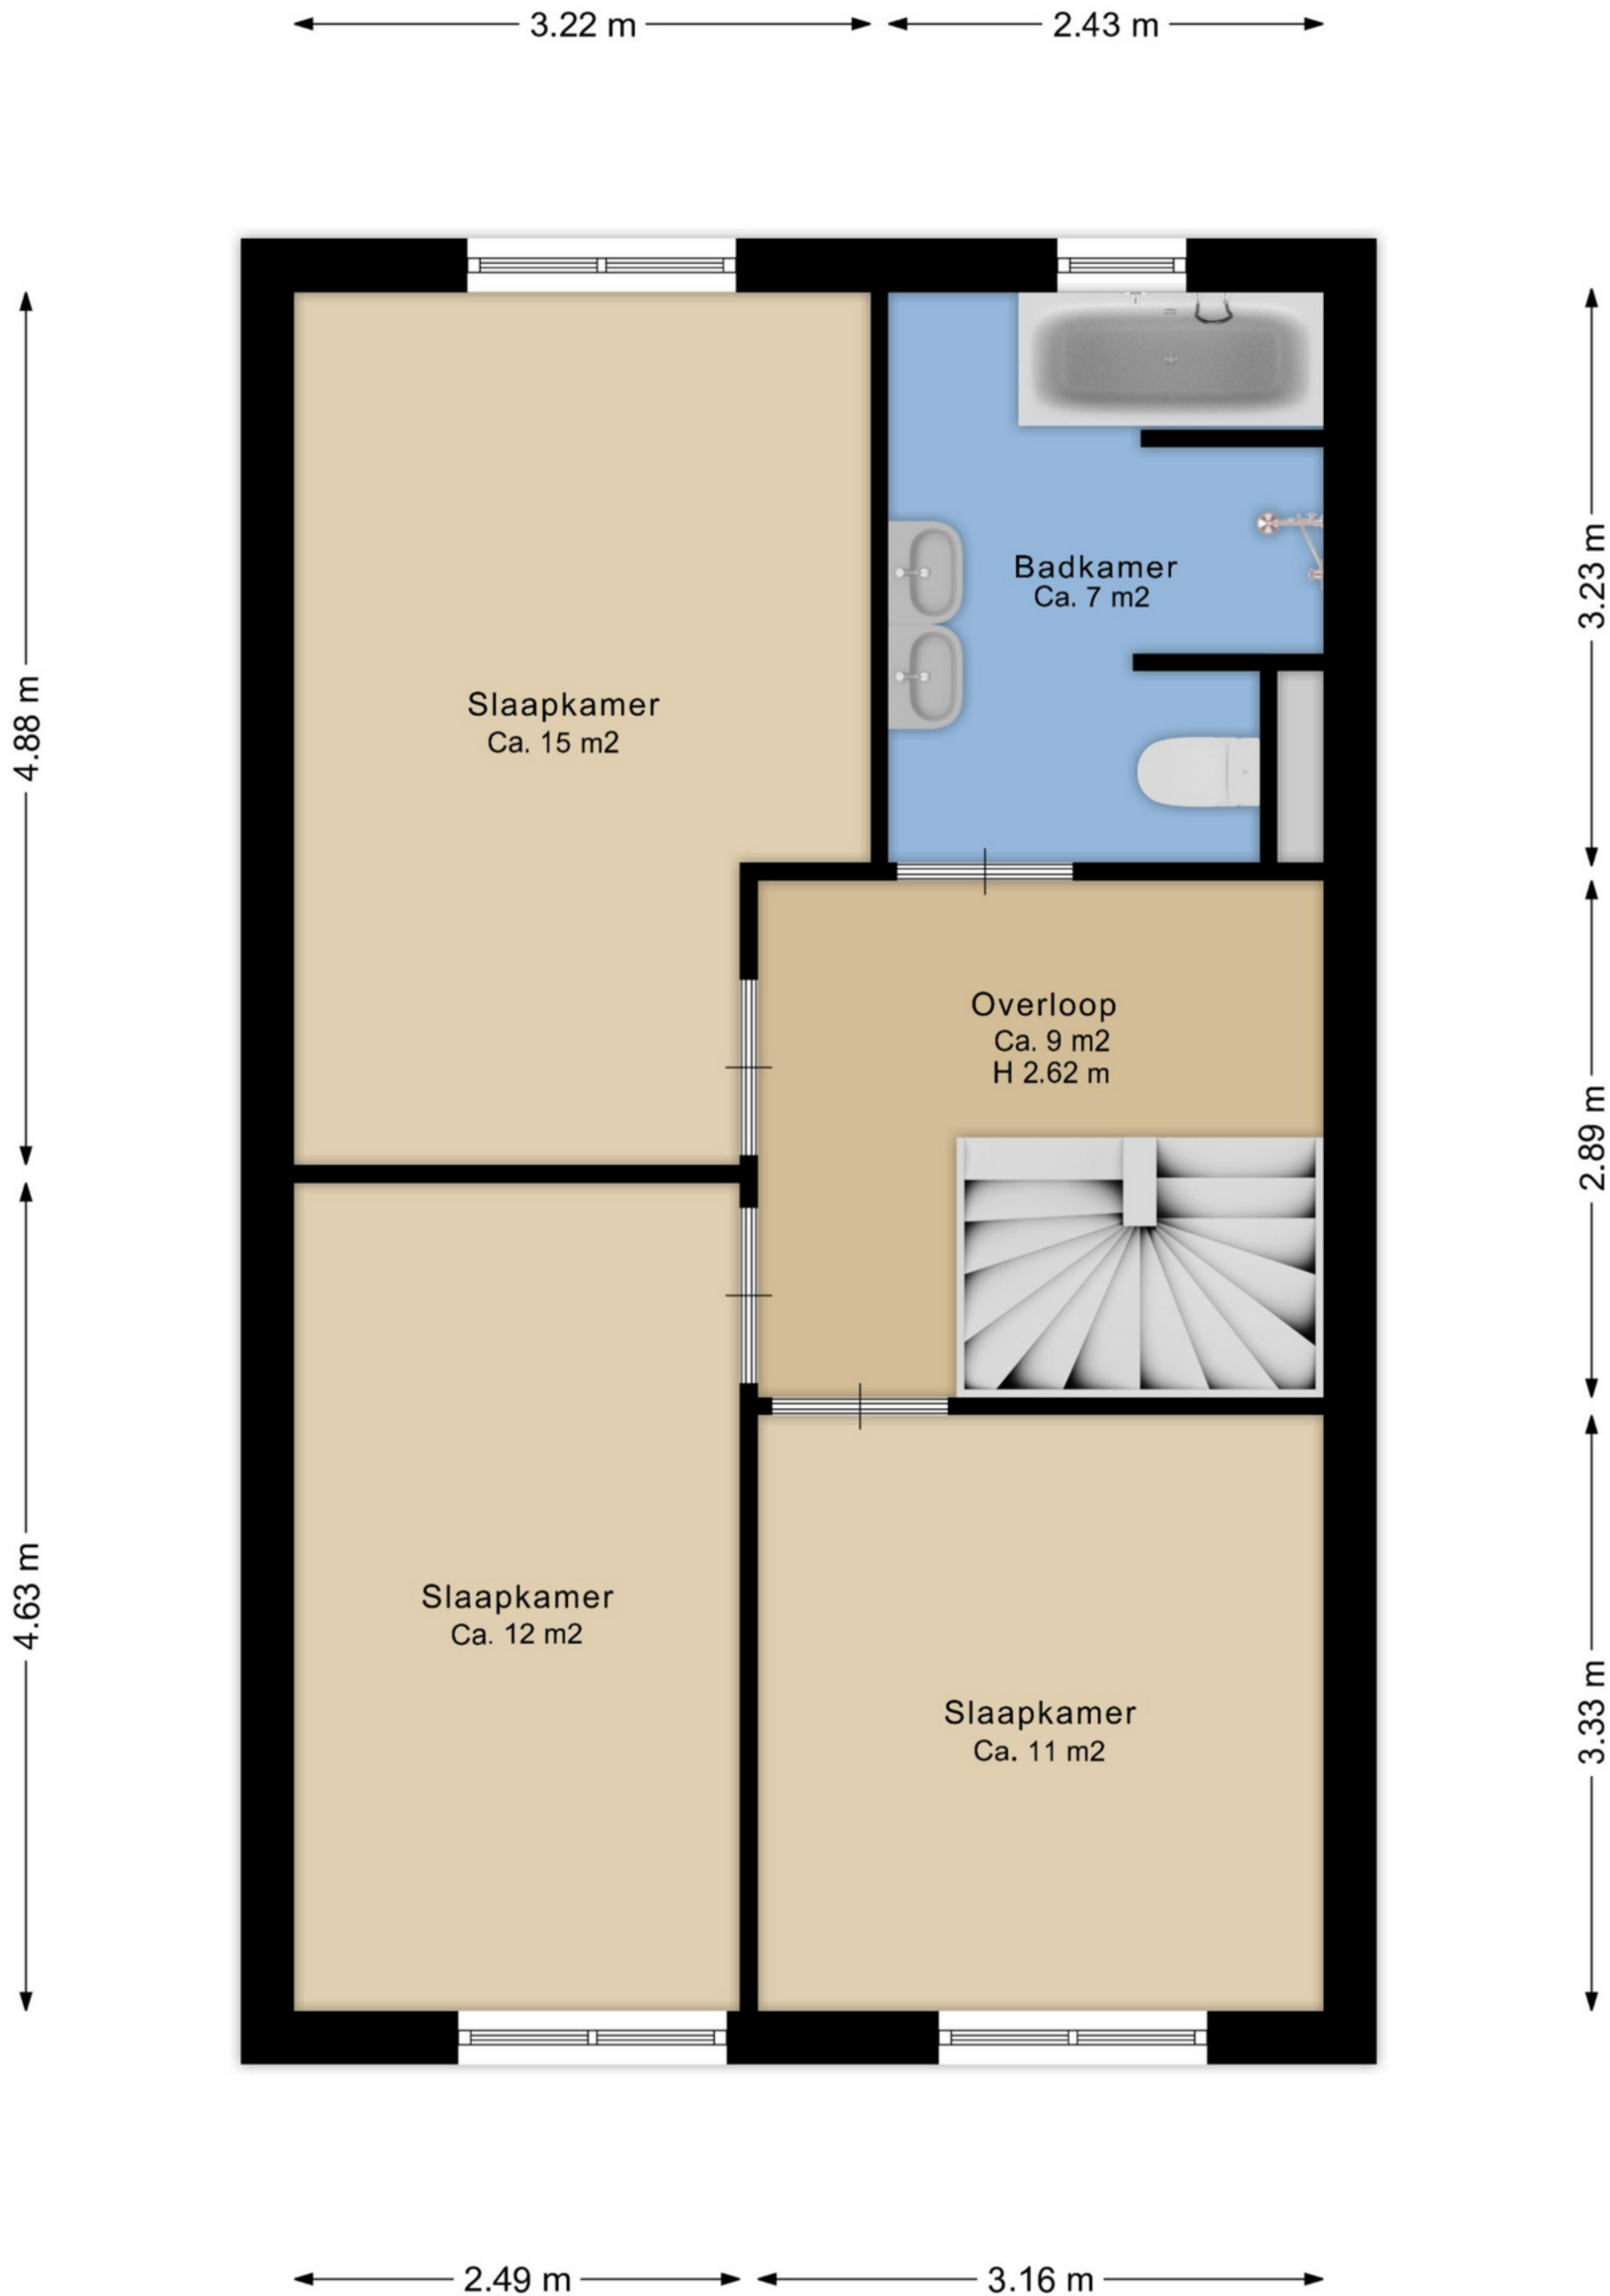 3.22 m
2.43 m
4.88 m
3.23 m
Badkamer
Ca. 7 m2
Slaapkamer
Ca. 15 m2
Overloop
Ca. 9 m2
H 2.62 m
2.89 m
4.63 m
Slaapkamer
Ca. 12 m2
Slaapkamer
Ca. 11 m2
3.33 m
2.49 m
3.16 m